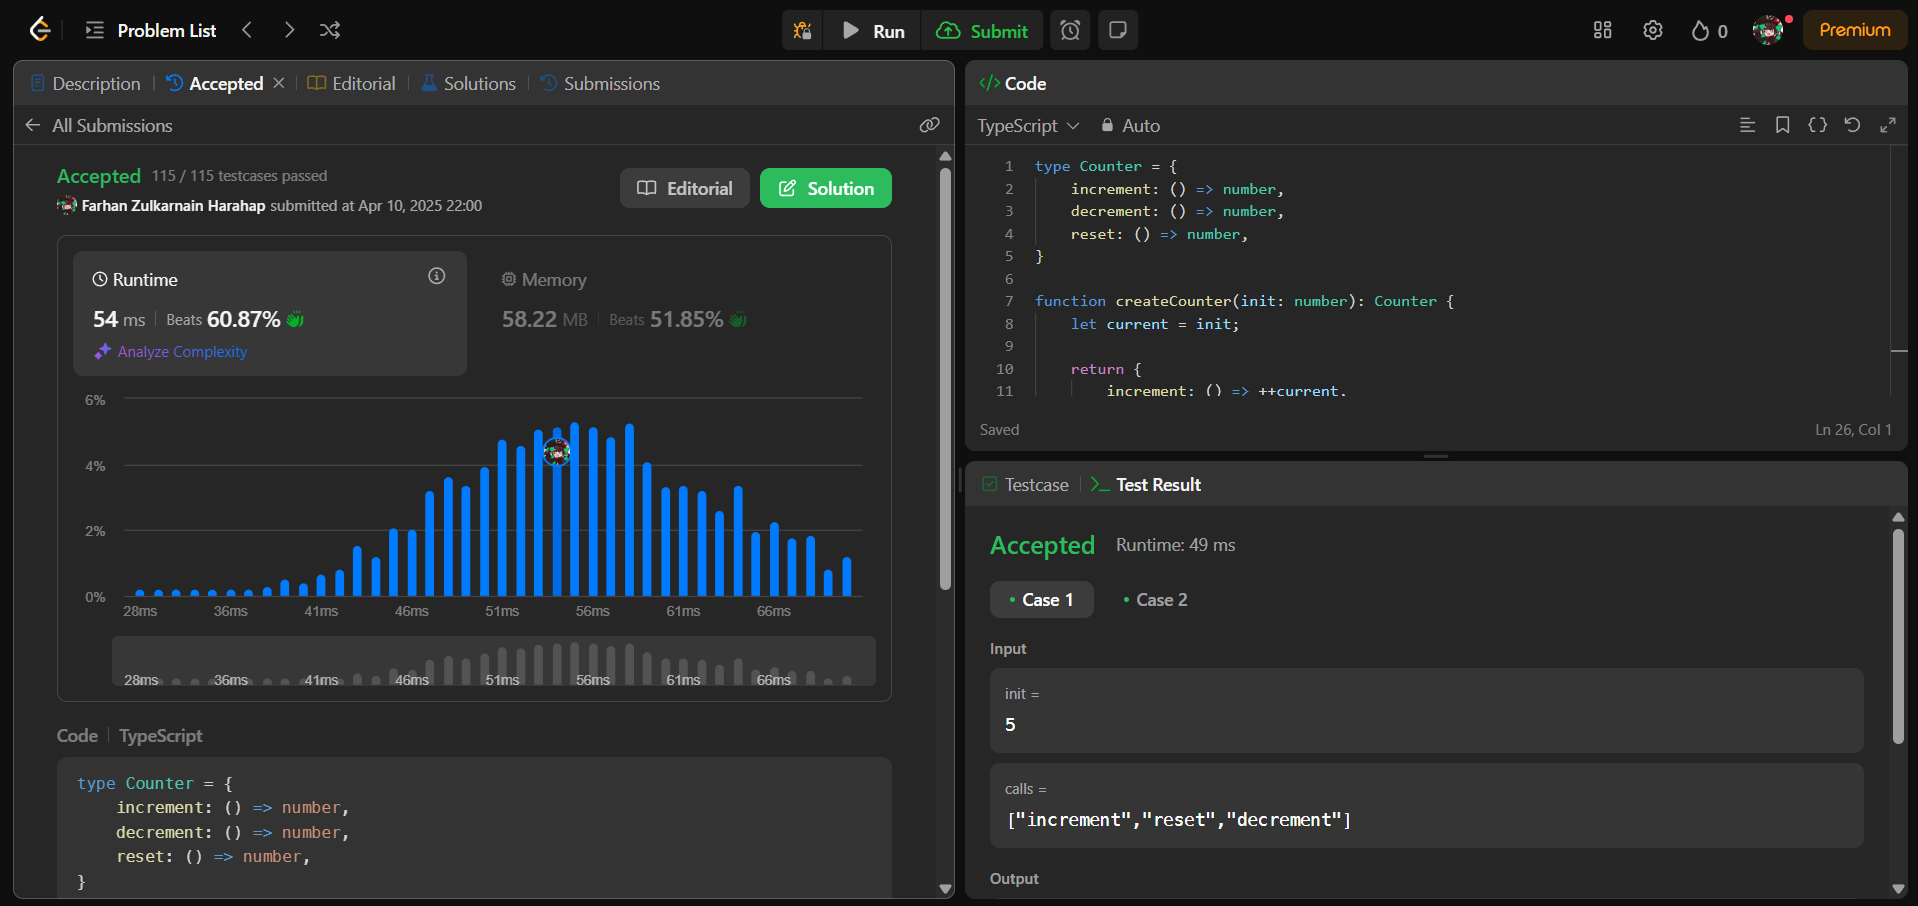 Problem List
Run
Submit
0
Premium
Description
Accepted
Editorial
Solutions
Submissions
All Submissions
Accepted 115 / 115 testcases passed
Farhan Zulkarnain Harahap submitted at Apr 10, 2025 22:00
Editorial
Solution
Runtime
54 ms Beats 60.87%
Analyze Complexity
Memory
58.22 MB Beats 51.85%
6%
4%
2%
0%
28ms 36ms 41ms 46ms 51ms 56ms 61ms 66ms
28ms 36ms 41ms 46ms 51ms 56ms 61ms 66ms
Code TypeScript
type Counter = {
increment: () => number,
decrement: () => number,
reset: () => number,
}
</> Code
TypeScript Auto
1 type Counter = {
2 increment: () => number,
3 decrement: () => number,
4 reset: () => number,
5 }
6
7 function createCounter(init: number): Counter {
8 let current = init;
9
10 return {
11 increment: () => ++current,
Saved
Ln 26, Col 1
Testcase
Test Result
Accepted Runtime: 49 ms
Case 1
Case 2
Input
init =
5
calls =
["increment","reset","decrement"]
Output